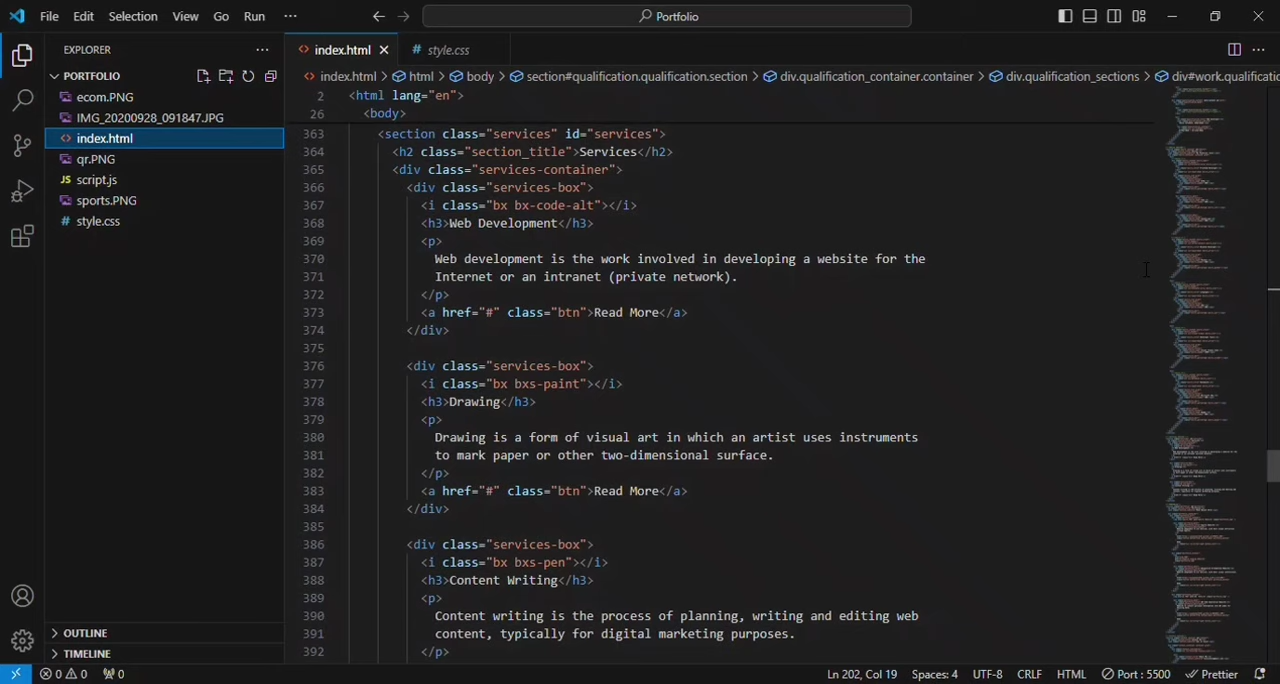 File Edit Selection View Go Run ··· Portfolio
EXPLORER ···
index.html
style.css
···
PORTFOLIO
index.html > html > body > section#qualification.qualification.section > div.qualification_container.container > div.qualification_sections > div#work.qualificatio
ecom.PNG
IMG_20200928_091847.JPG
index.html
qr.PNG
JS script.js
sports.PNG
# style.css
2 <html lang="en">
26 <body>
363 <section class="services" id="services">
364 <h2 class="section_title">Services</h2>
365 <div class="services-container">
366 <div class="services-box">
367 <i class="bx bx-code-alt"></i>
368 <h3>Web Development</h3>
369 <p>
370 Web development is the work involved in developing a website for the
371 Internet or an intranet (private network).
372 </p>
373 <a href="#" class="btn">Read More</a>
374 </div>
375
376 <div class="services-box">
377 <i class="bx bxs-paint"></i>
378 <h3>Drawing</h3>
379 <p>
380 Drawing is a form of visual art in which an artist uses instruments
381 to mark paper or other two-dimensional surface.
382 </p>
383 <a href="#" class="btn">Read More</a>
384 </div>
385
386 <div class="services-box">
387 <i class="bx bxs-pen"></i>
388 <h3>Content Writing</h3>
389 <p>
390 Content writing is the process of planning, writing and editing web
391 content, typically for digital marketing purposes.
392 </p>
OUTLINE
TIMELINE
0 0 0 Ln 202, Col 19 Spaces: 4 UTF-8 CRLF HTML Port : 5500 Prettier